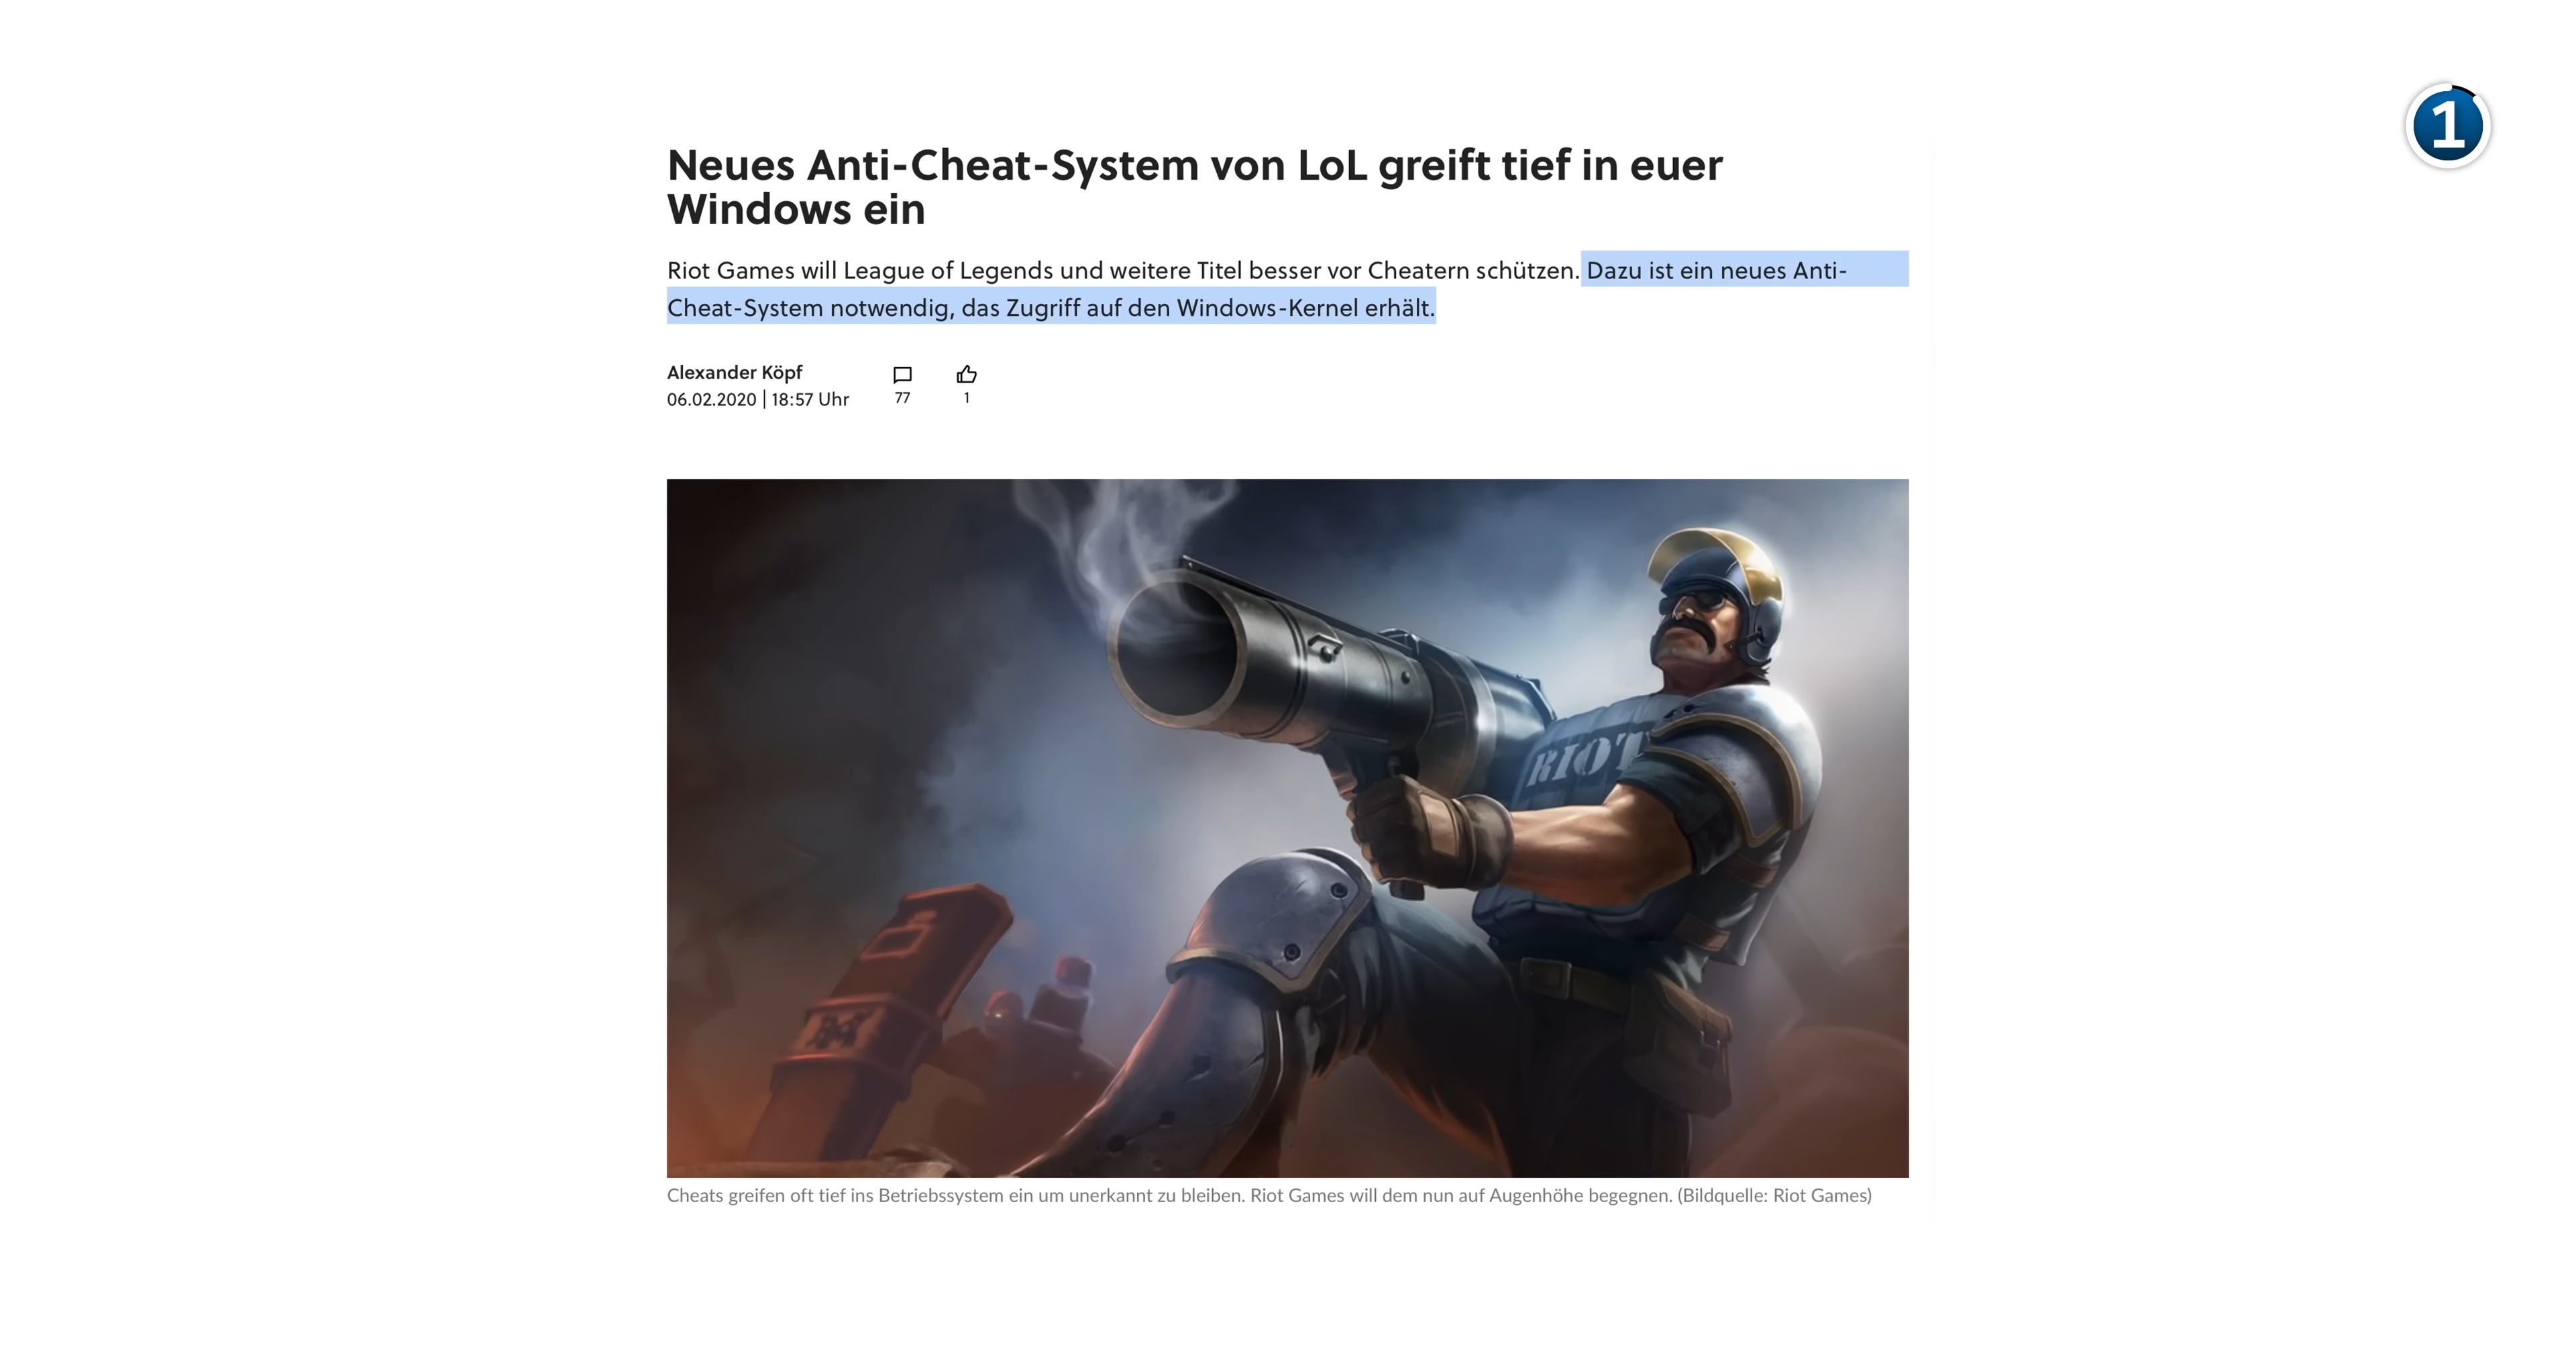 1
Neues Anti-Cheat-System von LoL greift tief in euer
Windows ein
Riot Games will League of Legends und weitere Titel besser vor Cheatern schützen. Dazu ist ein neues Anti-
Cheat-System notwendig, das Zugriff auf den Windows-Kernel erhält.
Alexander Köpf
06.02.2020 | 18:57 Uhr
77
1
RIOT
Cheats greifen oft tief ins Betriebssystem ein um unerkannt zu bleiben. Riot Games will dem nun auf Augenhöhe begegnen. (Bildquelle: Riot Games)